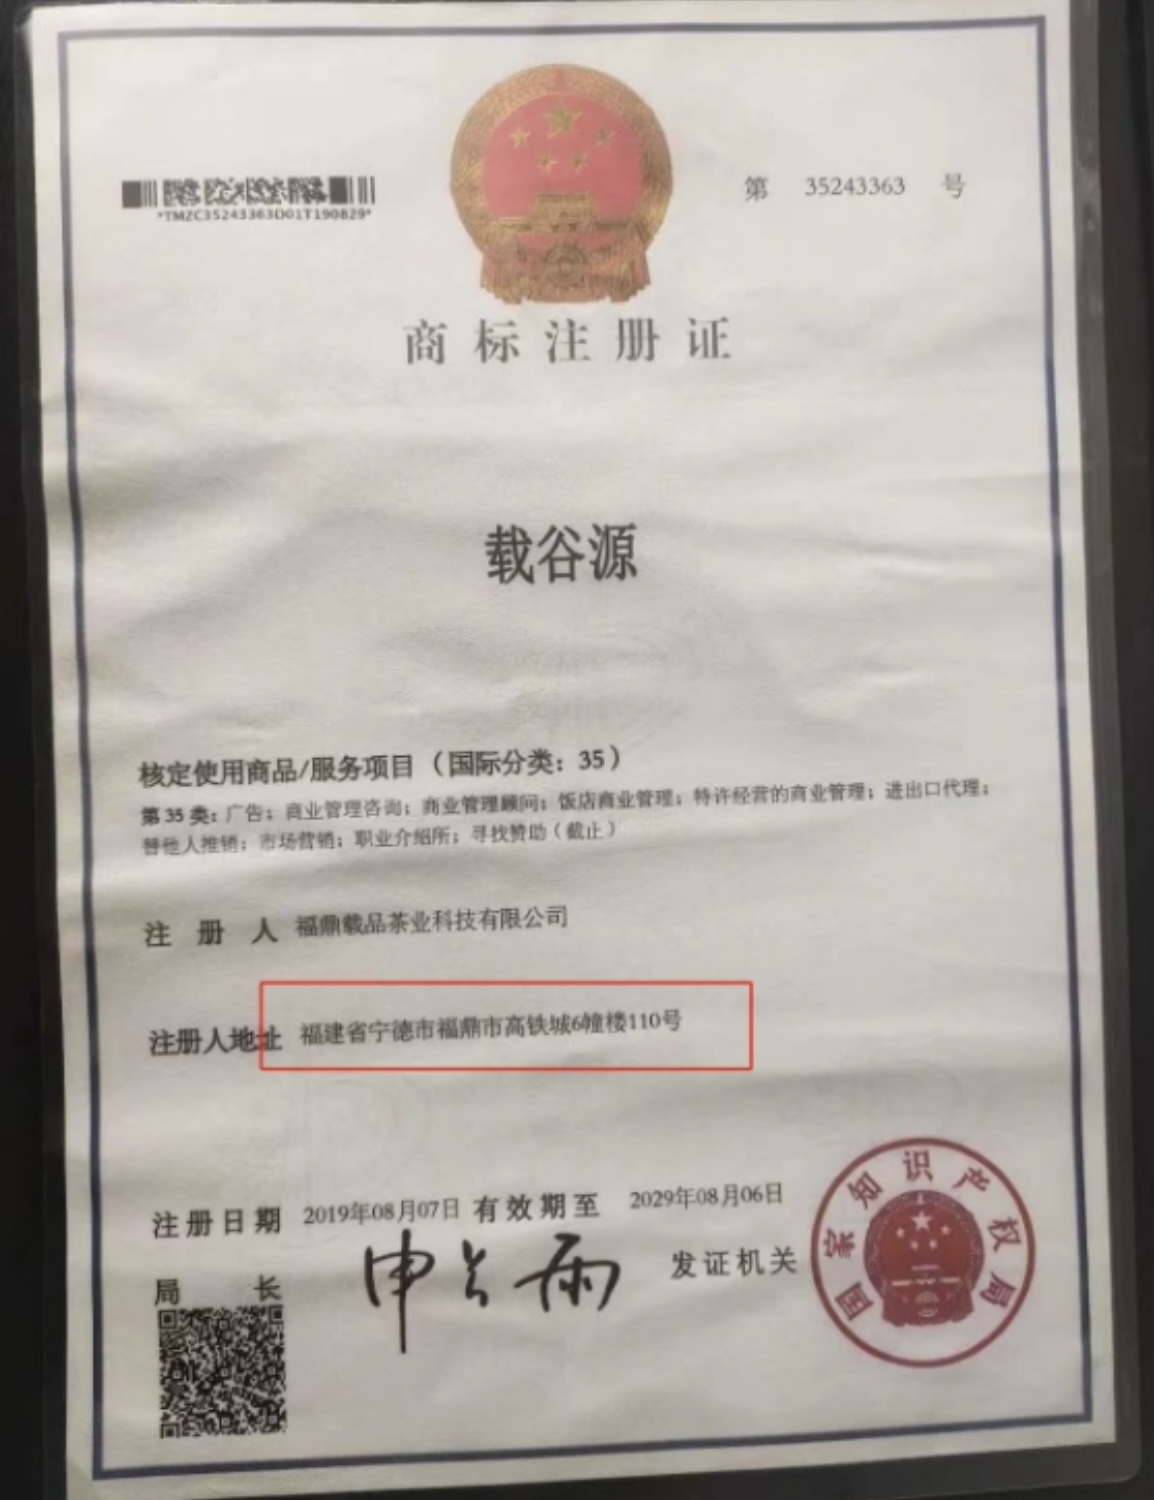 第 35243363 号
*TMZC35243363D01T190829*
商标注册证
载谷源
核定使用商品/服务项目（国际分类：35）
第35类：广告；商业管理咨询；商业管理顾问；饭店商业管理；特许经营的商业管理；进出口代理；
替他人推销；市场营销；职业介绍所；寻找赞助（截止）
注册人 福鼎载品茶业科技有限公司
注册人地址 福建省宁德市福鼎市高铁城6幢楼110号
注册日期 2019年08月07日 有效期至 2029年08月06日
局长 申长雨 发证机关
国家知识产权局